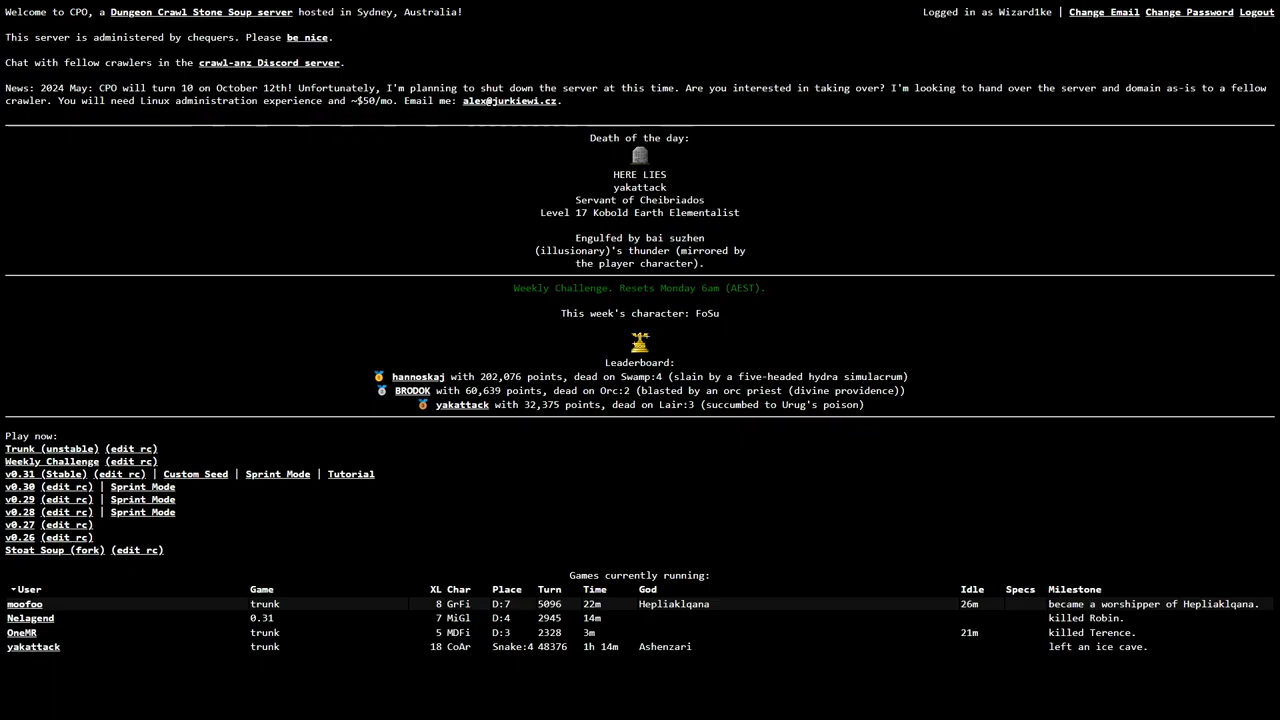 Welcome to CPO, a Dungeon Crawl Stone Soup server hosted in Sydney, Australia!
Logged in as Wizard1ke | Change Email Change Password Logout
This server is administered by chequers. Please be nice.
Chat with fellow crawlers in the crawl-anz Discord server.
News: 2024 May: CPO will turn 10 on October 12th! Unfortunately, I'm planning to shut down the server at this time. Are you interested in taking over? I'm looking to hand over the server and domain as-is to a fellow
crawler. You will need Linux administration experience and ~$50/mo. Email me: alex@jurkiewi.cz.
Death of the day:
HERE LIES
yakattack
Servant of Cheibriados
Level 17 Kobold Earth Elementalist
Engulfed by bai suzhen
(illusionary)'s thunder (mirrored by
the player character).
Weekly Challenge. Resets Monday 6am (AEST).
This week's character: FoSu
Leaderboard:
hannoskaj with 202,076 points, dead on Swamp:4 (slain by a five-headed hydra simulacrum)
BRODOK with 60,639 points, dead on Orc:2 (blasted by an orc priest (divine providence))
yakattack with 32,375 points, dead on Lair:3 (succumbed to Urug's poison)
Play now:
Trunk (unstable) (edit rc)
Weekly Challenge (edit rc)
v0.31 (Stable) (edit rc) | Custom Seed | Sprint Mode | Tutorial
v0.30 (edit rc) | Sprint Mode
v0.29 (edit rc) | Sprint Mode
v0.28 (edit rc) | Sprint Mode
v0.27 (edit rc)
v0.26 (edit rc)
Stoat Soup (fork) (edit rc)
Games currently running:
User Game XL Char Place Turn Time God Idle Specs Milestone
moofoo trunk 8 GrFi D:7 5096 22m Hepliaklqana 26m became a worshipper of Hepliaklqana.
Nelagend 0.31 7 MiGl D:4 2945 14m killed Robin.
OneMR trunk 5 MDFi D:3 2328 3m 21m killed Terence.
yakattack trunk 18 CoAr Snake:4 48376 1h 14m Ashenzari left an ice cave.